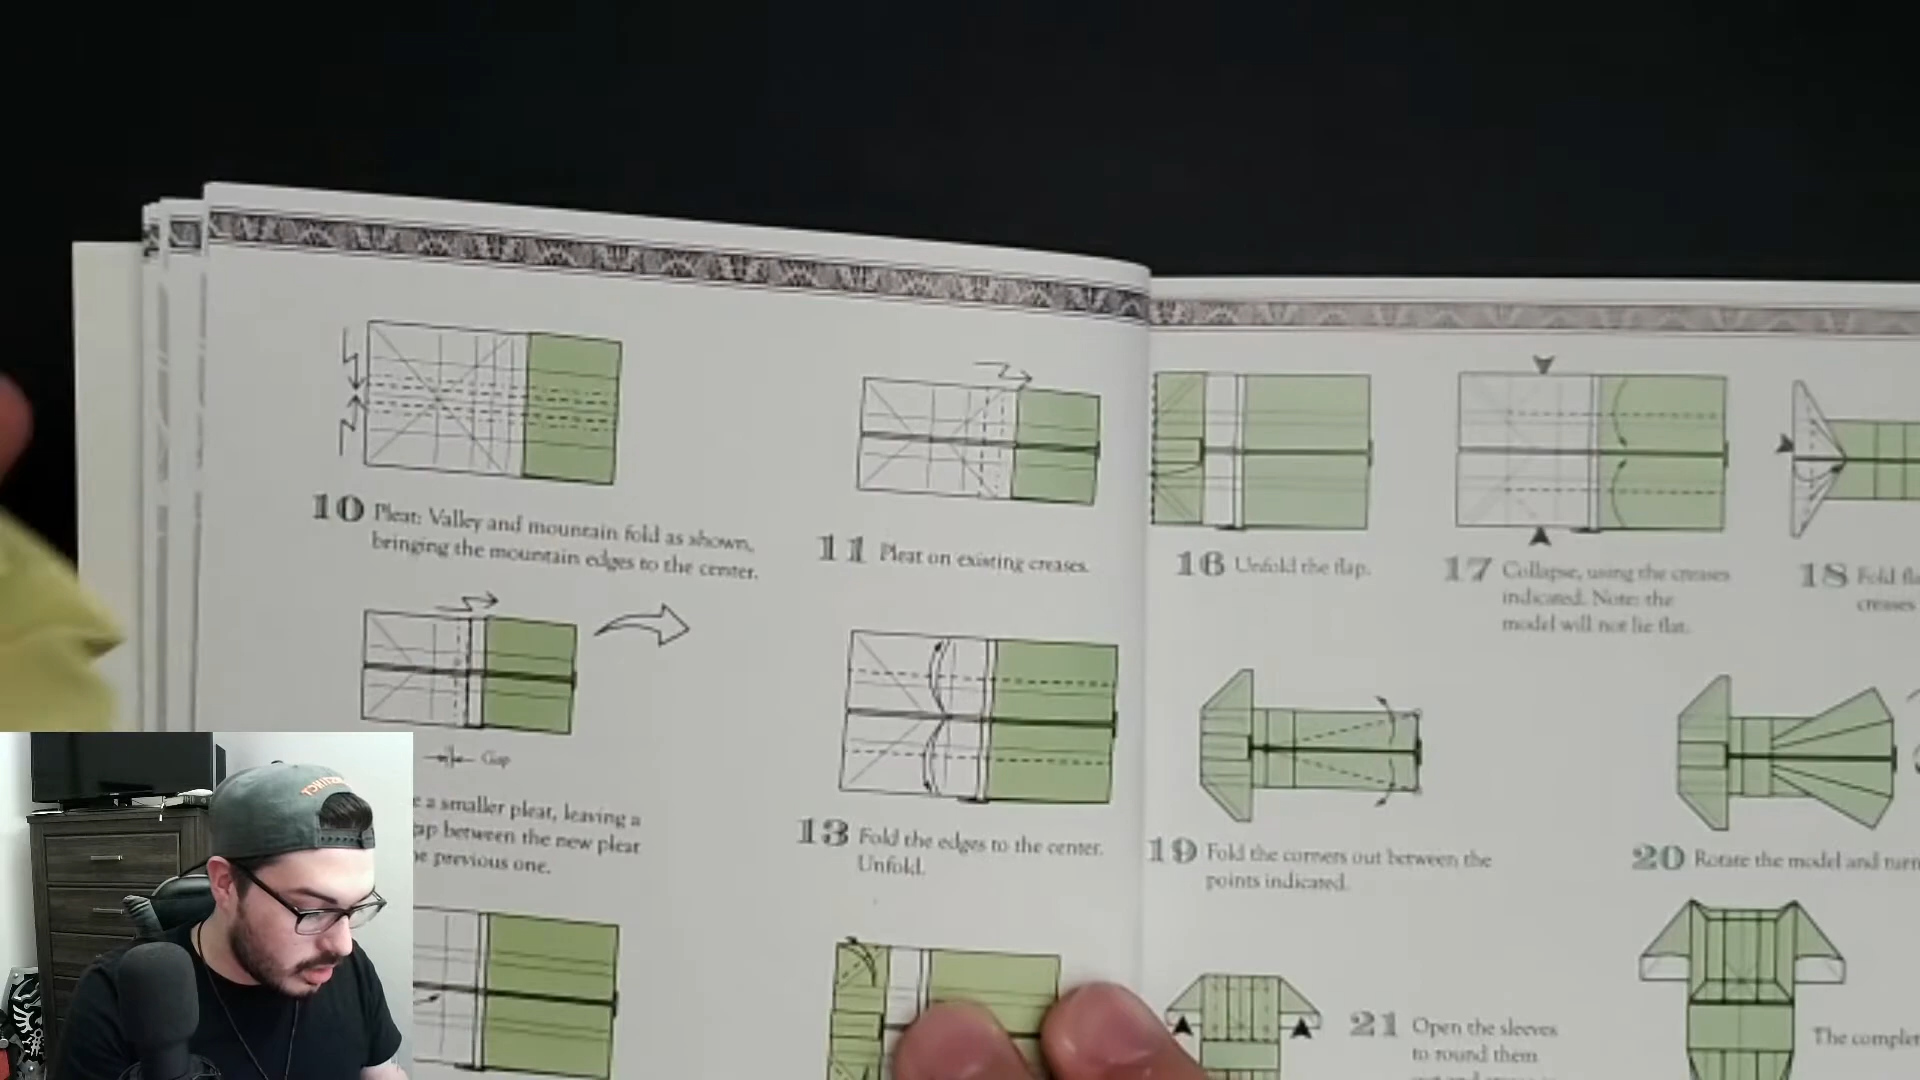 10 Pleat: Valley and mountain fold as shown,
bringing the mountain edges to the center.
11 Pleat on existing creases.
Gap
a smaller pleat, leaving a
between the new pleat
previous one.
13 Fold the edges to the center.
Unfold.
16 Unfold the flap.
17 Collapse, using the creases
indicated. Note: the
model will not lie flat.
18 Fold
creases
19 Fold the corners out between the
points indicated.
20 Rotate the model and turn
21 Open the sleeves
to round them
The